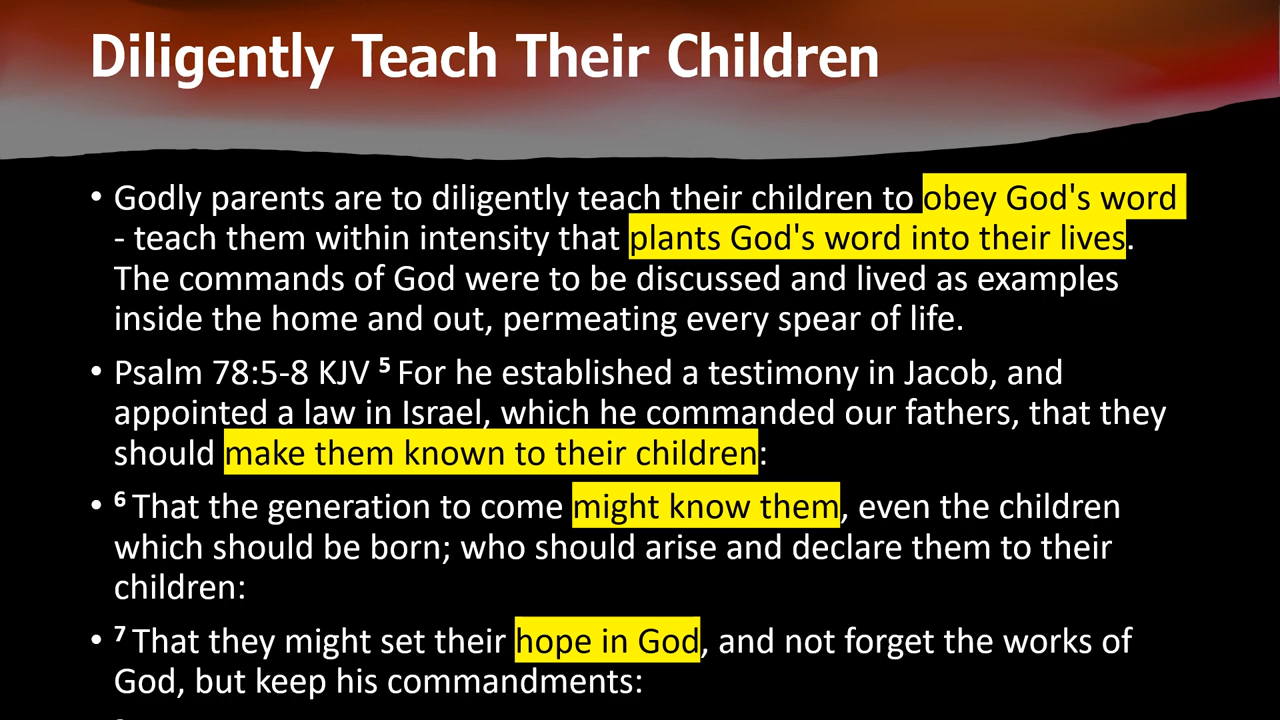 Diligently Teach Their Children
• Godly parents are to diligently teach their children to obey God's word
- teach them within intensity that plants God's word into their lives.
The commands of God were to be discussed and lived as examples
inside the home and out, permeating every spear of life.
• Psalm 78:5-8 KJV ⁵ For he established a testimony in Jacob, and
appointed a law in Israel, which he commanded our fathers, that they
should make them known to their children:
• ⁶ That the generation to come might know them, even the children
which should be born; who should arise and declare them to their
children:
• ⁷ That they might set their hope in God, and not forget the works of
God, but keep his commandments: